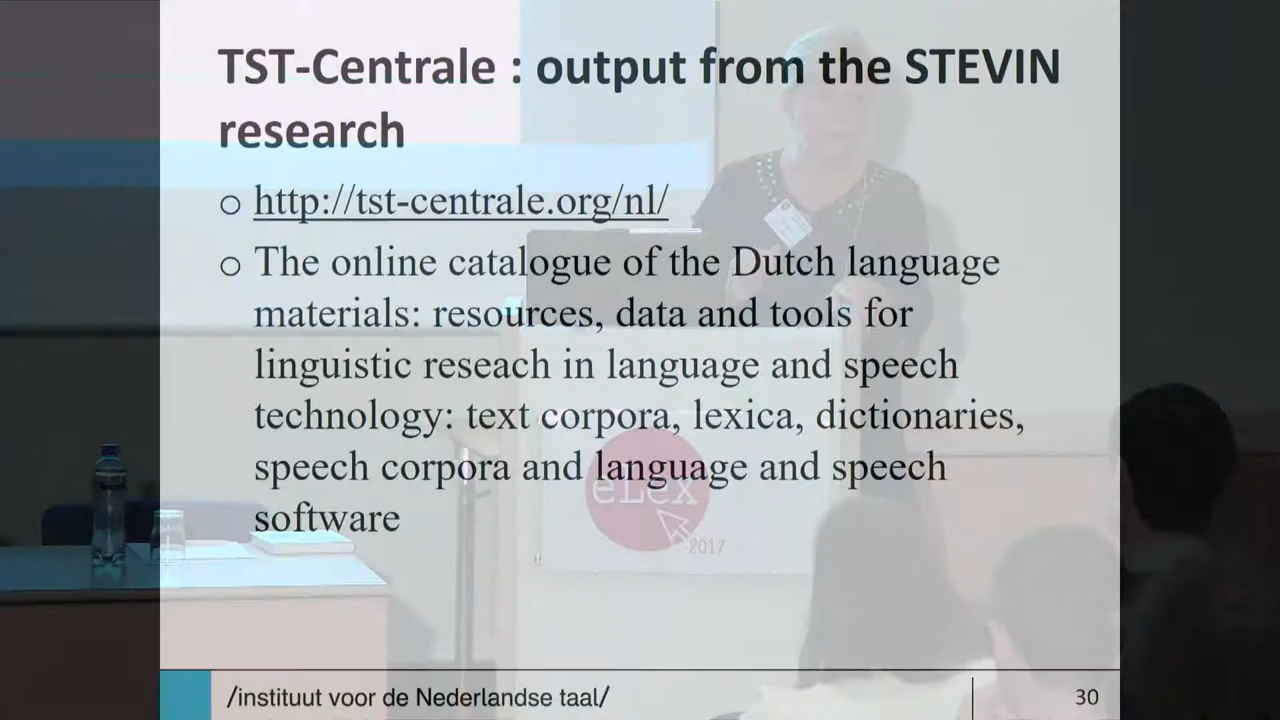 TST-Centrale : output from the STEVIN
research
o http://tst-centrale.org/nl/
o The online catalogue of the Dutch language
materials: resources, data and tools for
linguistic reseach in language and speech
technology: text corpora, lexica, dictionaries,
speech corpora and language and speech
software
eLex
2017
/instituut voor de Nederlandse taal/
30